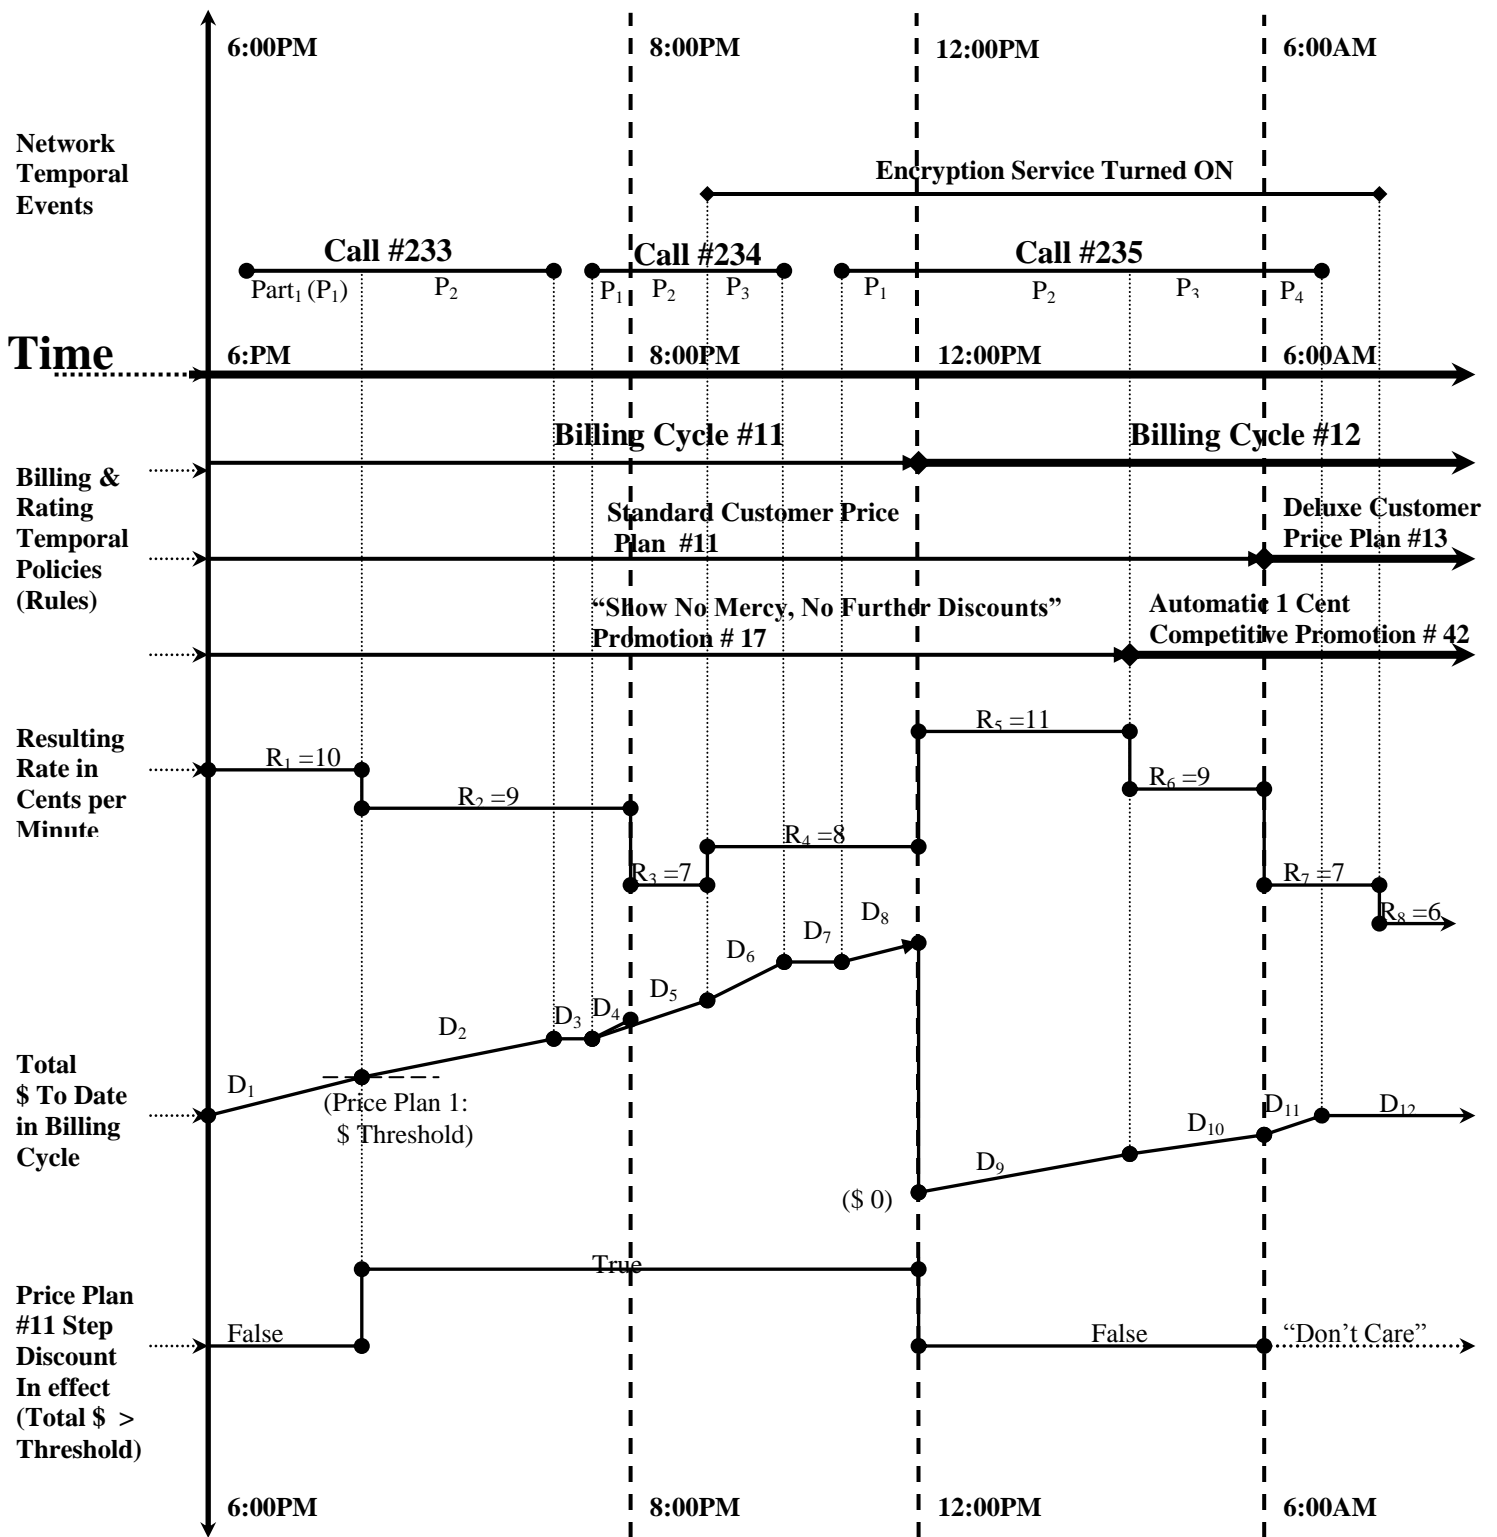 6:00PM 8:00PM 12:00PM 6:00AM
Network
Temporal
Events
Encryption Service Turned ON
Call #233 Call #234 Call #235
Part₁ (P₁) P₂ P₁ P₂ P₃ P₁ P₂ P₃ P₄
Time
6:PM 8:00PM 12:00PM 6:00AM
Billing Cycle #11 Billing Cycle #12
Billing &
Rating
Temporal
Policies
(Rules)
Standard Customer Price
Plan #11
Deluxe Customer
Price Plan #13
“Show No Mercy, No Further Discounts”
Promotion # 17
Automatic 1 Cent
Competitive Promotion # 42
Resulting
Rate in
Cents per
Minute
R₁ =10
R₂ =9
R₃ =7
R₄ =8
R₅ =11
R₆ =9
R₇ =7
R₈ =6
Total
$ To Date
in Billing
Cycle
D₁
D₂
D₃
D₄
D₅
D₆
D₇
D₈
(Price Plan 1:
$ Threshold)
($ 0)
D₉
D₁₀
D₁₁
D₁₂
Price Plan
#11 Step
Discount
In effect
(Total $ >
Threshold)
False
True
False
“Don’t Care”
6:00PM 8:00PM 12:00PM 6:00AM